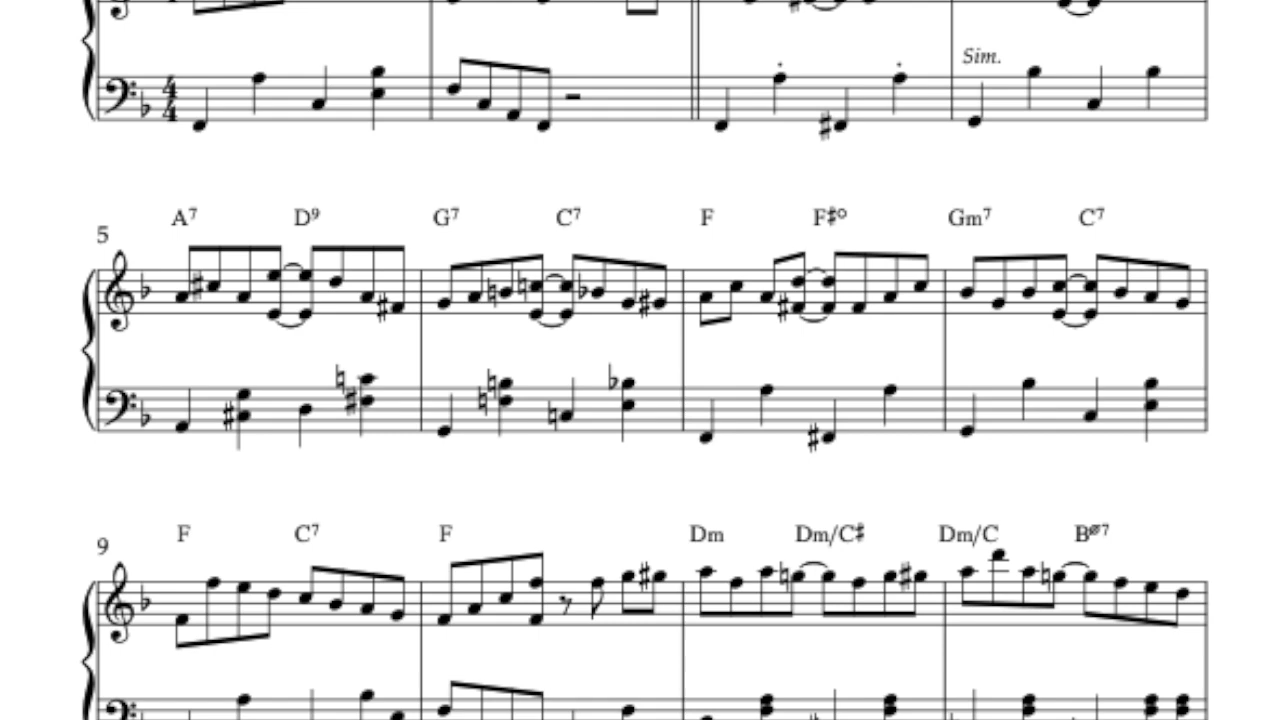 Sim.
A7 D9 G7 C7 F F♯° Gm7 C7
5
F C7 F Dm Dm/C♯ Dm/C Bø7
9